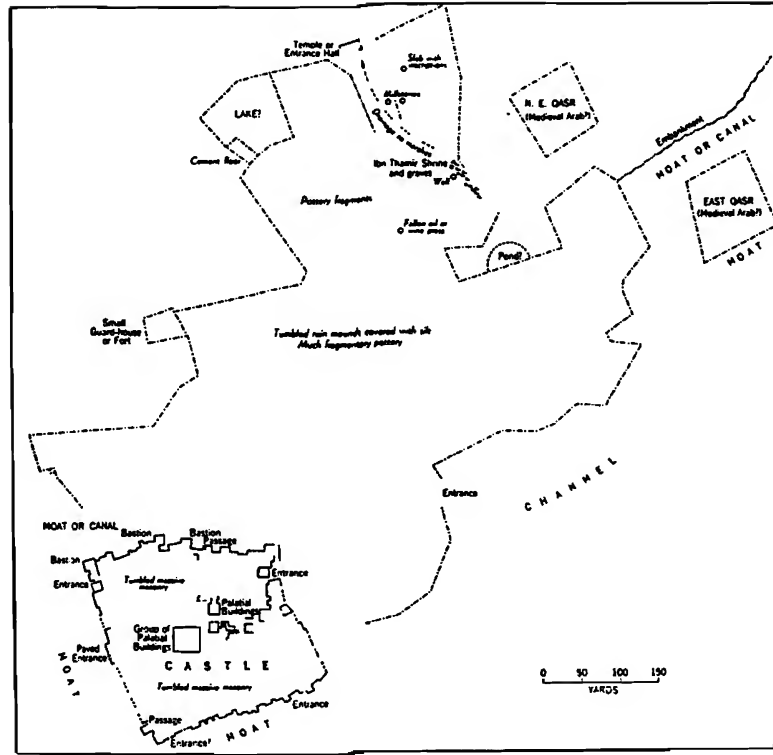 Temple or
Entrance Hall
Slab with
Millstones
LAKE?
N. E. QASR
(Medieval Arab?)
Cement floor
Embankment
MOAT OR CANAL
Ibn Thamir Shrine
and graves
Well
EAST QASR
(Medieval Arab?)
MOAT
Pottery fragments
Fallen oil or
wine press
Pond?
Small
Guard-house
or Fort
Tumbled ruin mounds covered with silt
Much fragmentary pottery
Entrance
CHANNEL
MOAT OR CANAL
Bastion
Bastion
Passage
Bastion
Entrance
Tumbled massive
masonry
Entrance
Palatial
Buildings
Group of
Palatial
Buildings
Paved
Entrance
MOAT
CASTLE
Tumbled massive masonry
Passage
Entrance?
MOAT
Entrance
0 50 100 150
YARDS